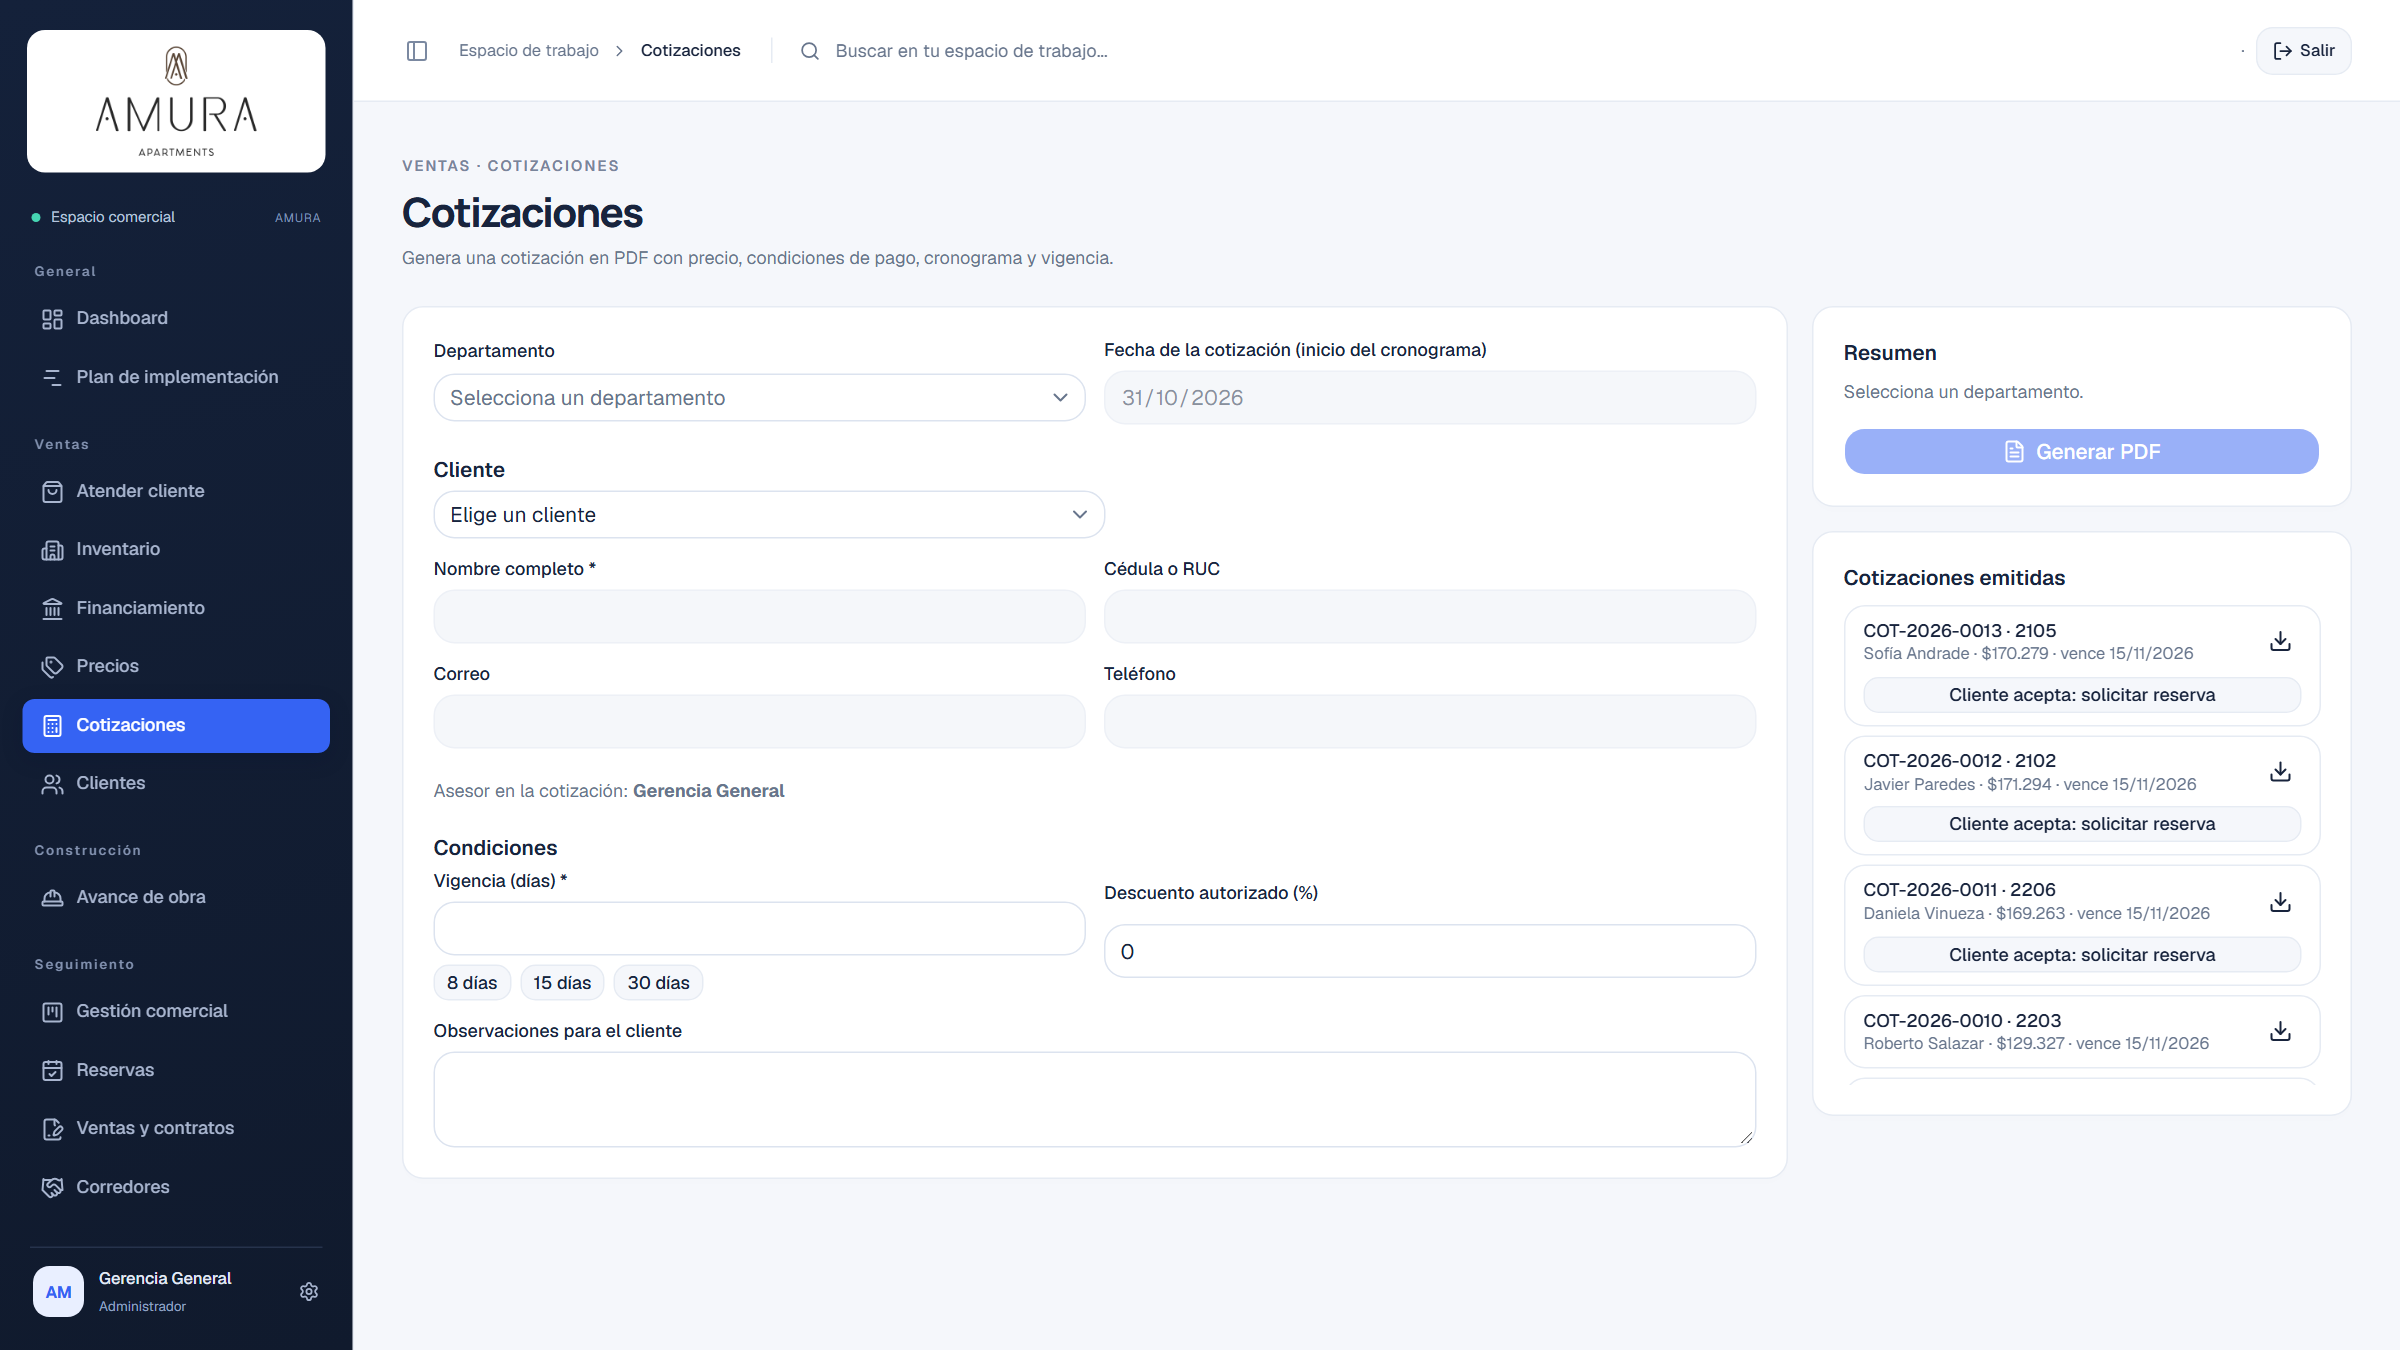 AMURA
APARTMENTS
Espacio comercial AMURA
General
Dashboard
Plan de implementación
Ventas
Atender cliente
Inventario
Financiamiento
Precios
Cotizaciones
Clientes
Construcción
Avance de obra
Seguimiento
Gestión comercial
Reservas
Ventas y contratos
Corredores
AM
Gerencia General
Administrador
Espacio de trabajo > Cotizaciones
Buscar en tu espacio de trabajo...
· Salir
VENTAS · COTIZACIONES
Cotizaciones
Genera una cotización en PDF con precio, condiciones de pago, cronograma y vigencia.
Departamento
Selecciona un departamento
Fecha de la cotización (inicio del cronograma)
31/10/2026
Cliente
Elige un cliente
Nombre completo *
Cédula o RUC
Correo
Teléfono
Asesor en la cotización: Gerencia General
Condiciones
Vigencia (días) *
8 días 15 días 30 días
Descuento autorizado (%)
0
Observaciones para el cliente
Resumen
Selecciona un departamento.
Generar PDF
Cotizaciones emitidas
COT-2026-0013 · 2105
Sofía Andrade · $170.279 · vence 15/11/2026
Cliente acepta: solicitar reserva
COT-2026-0012 · 2102
Javier Paredes · $171.294 · vence 15/11/2026
Cliente acepta: solicitar reserva
COT-2026-0011 · 2206
Daniela Vinueza · $169.263 · vence 15/11/2026
Cliente acepta: solicitar reserva
COT-2026-0010 · 2203
Roberto Salazar · $129.327 · vence 15/11/2026